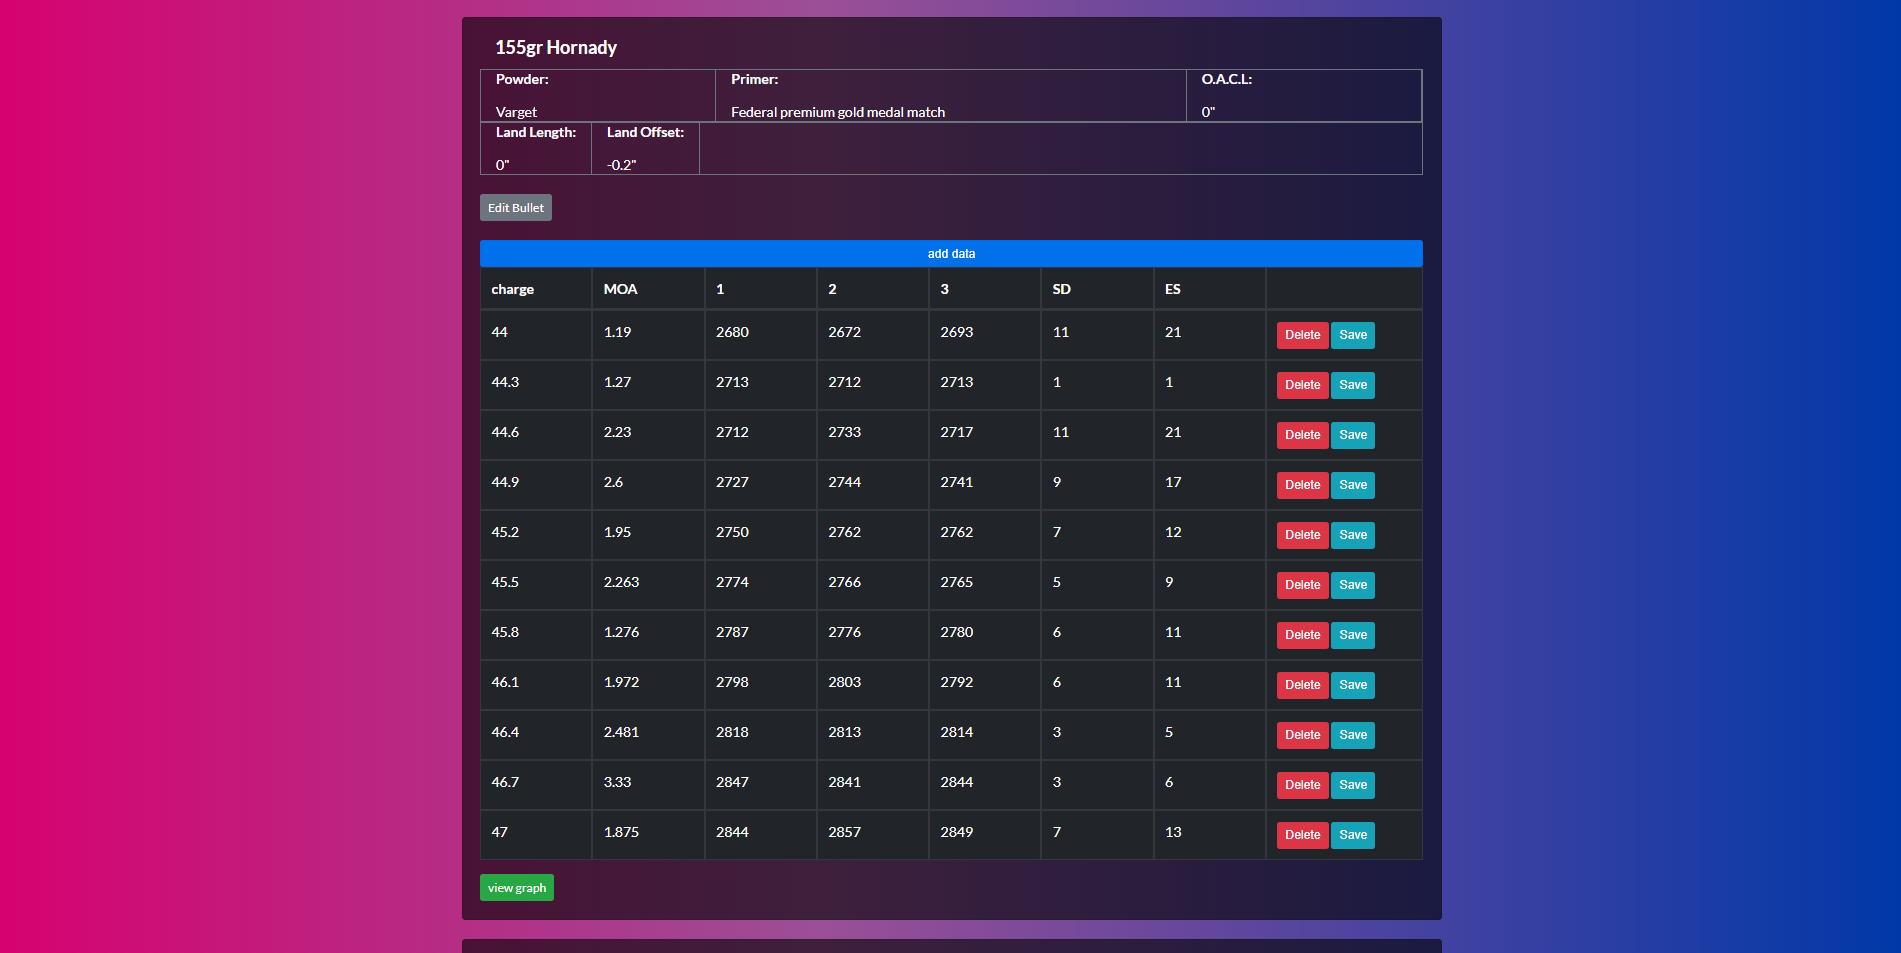 155gr Hornady
Powder: Primer: O.A.C.L:
Varget Federal premium gold medal match 0"
Land Length: Land Offset:
0" -0.2"
Edit Bullet
add data
charge MOA 1 2 3 SD ES
44 1.19 2680 2672 2693 11 21 Delete Save
44.3 1.27 2713 2712 2713 1 1 Delete Save
44.6 2.23 2712 2733 2717 11 21 Delete Save
44.9 2.6 2727 2744 2741 9 17 Delete Save
45.2 1.95 2750 2762 2762 7 12 Delete Save
45.5 2.263 2774 2766 2765 5 9 Delete Save
45.8 1.276 2787 2776 2780 6 11 Delete Save
46.1 1.972 2798 2803 2792 6 11 Delete Save
46.4 2.481 2818 2813 2814 3 5 Delete Save
46.7 3.33 2847 2841 2844 3 6 Delete Save
47 1.875 2844 2857 2849 7 13 Delete Save
view graph